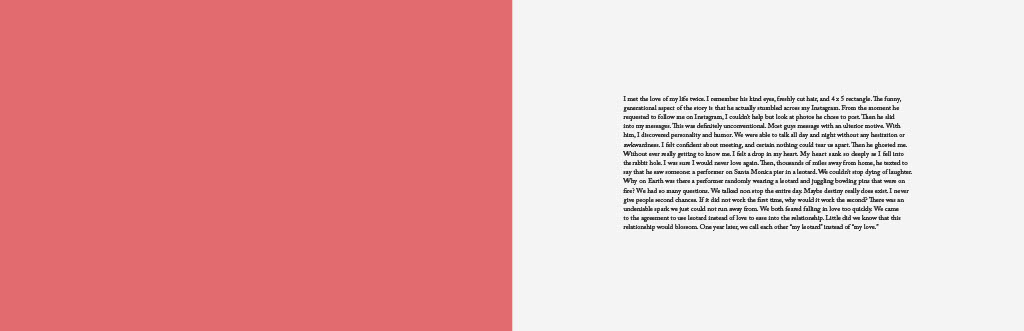 I met the love of my life twice. I remember his kind eyes, freshly cut hair, and 4 x 5 rectangle. The funny,
generational aspect of the story is that he actually stumbled across my Instagram. From the moment he
requested to follow me on Instagram, I couldn't help but look at photos he chose to post. Then he slid
into my messages. This was definitely unconventional. Most guys message with an ulterior motive. With
him, I discovered personality and humor. We were able to talk all day and night without any hesitation or
awkwardness. I felt confident about meeting, and certain nothing could tear us apart. Then he ghosted me.
Without ever really getting to know me. I felt a drop in my heart. My heart sank so deeply as I fell into
the rabbit hole. I was sure I would never love again. Then, thousands of miles away from home, he texted to
say that he saw someone: a performer on Santa Monica pier in a leotard. We couldn't stop dying of laughter.
Why on Earth was there a performer randomly wearing a leotard and juggling bowling pins that were on
fire? We had so many questions. We talked non stop the entire day. Maybe destiny really does exist. I never
give people second chances. If it did not work the first time, why would it work the second? There was an
undeniable spark we just could not run away from. We both feared falling in love too quickly. We came
to the agreement to use leotard instead of love to ease into the relationship. Little did we know that this
relationship would blossom. One year later, we call each other "my leotard" instead of "my love."